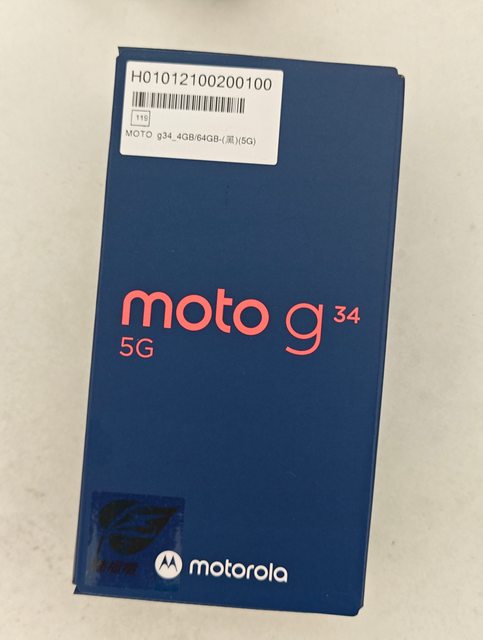 H01012100200100
119
MOTO g34_4GB/64GB-(黑)(5G)
moto g 34
5G
motorola